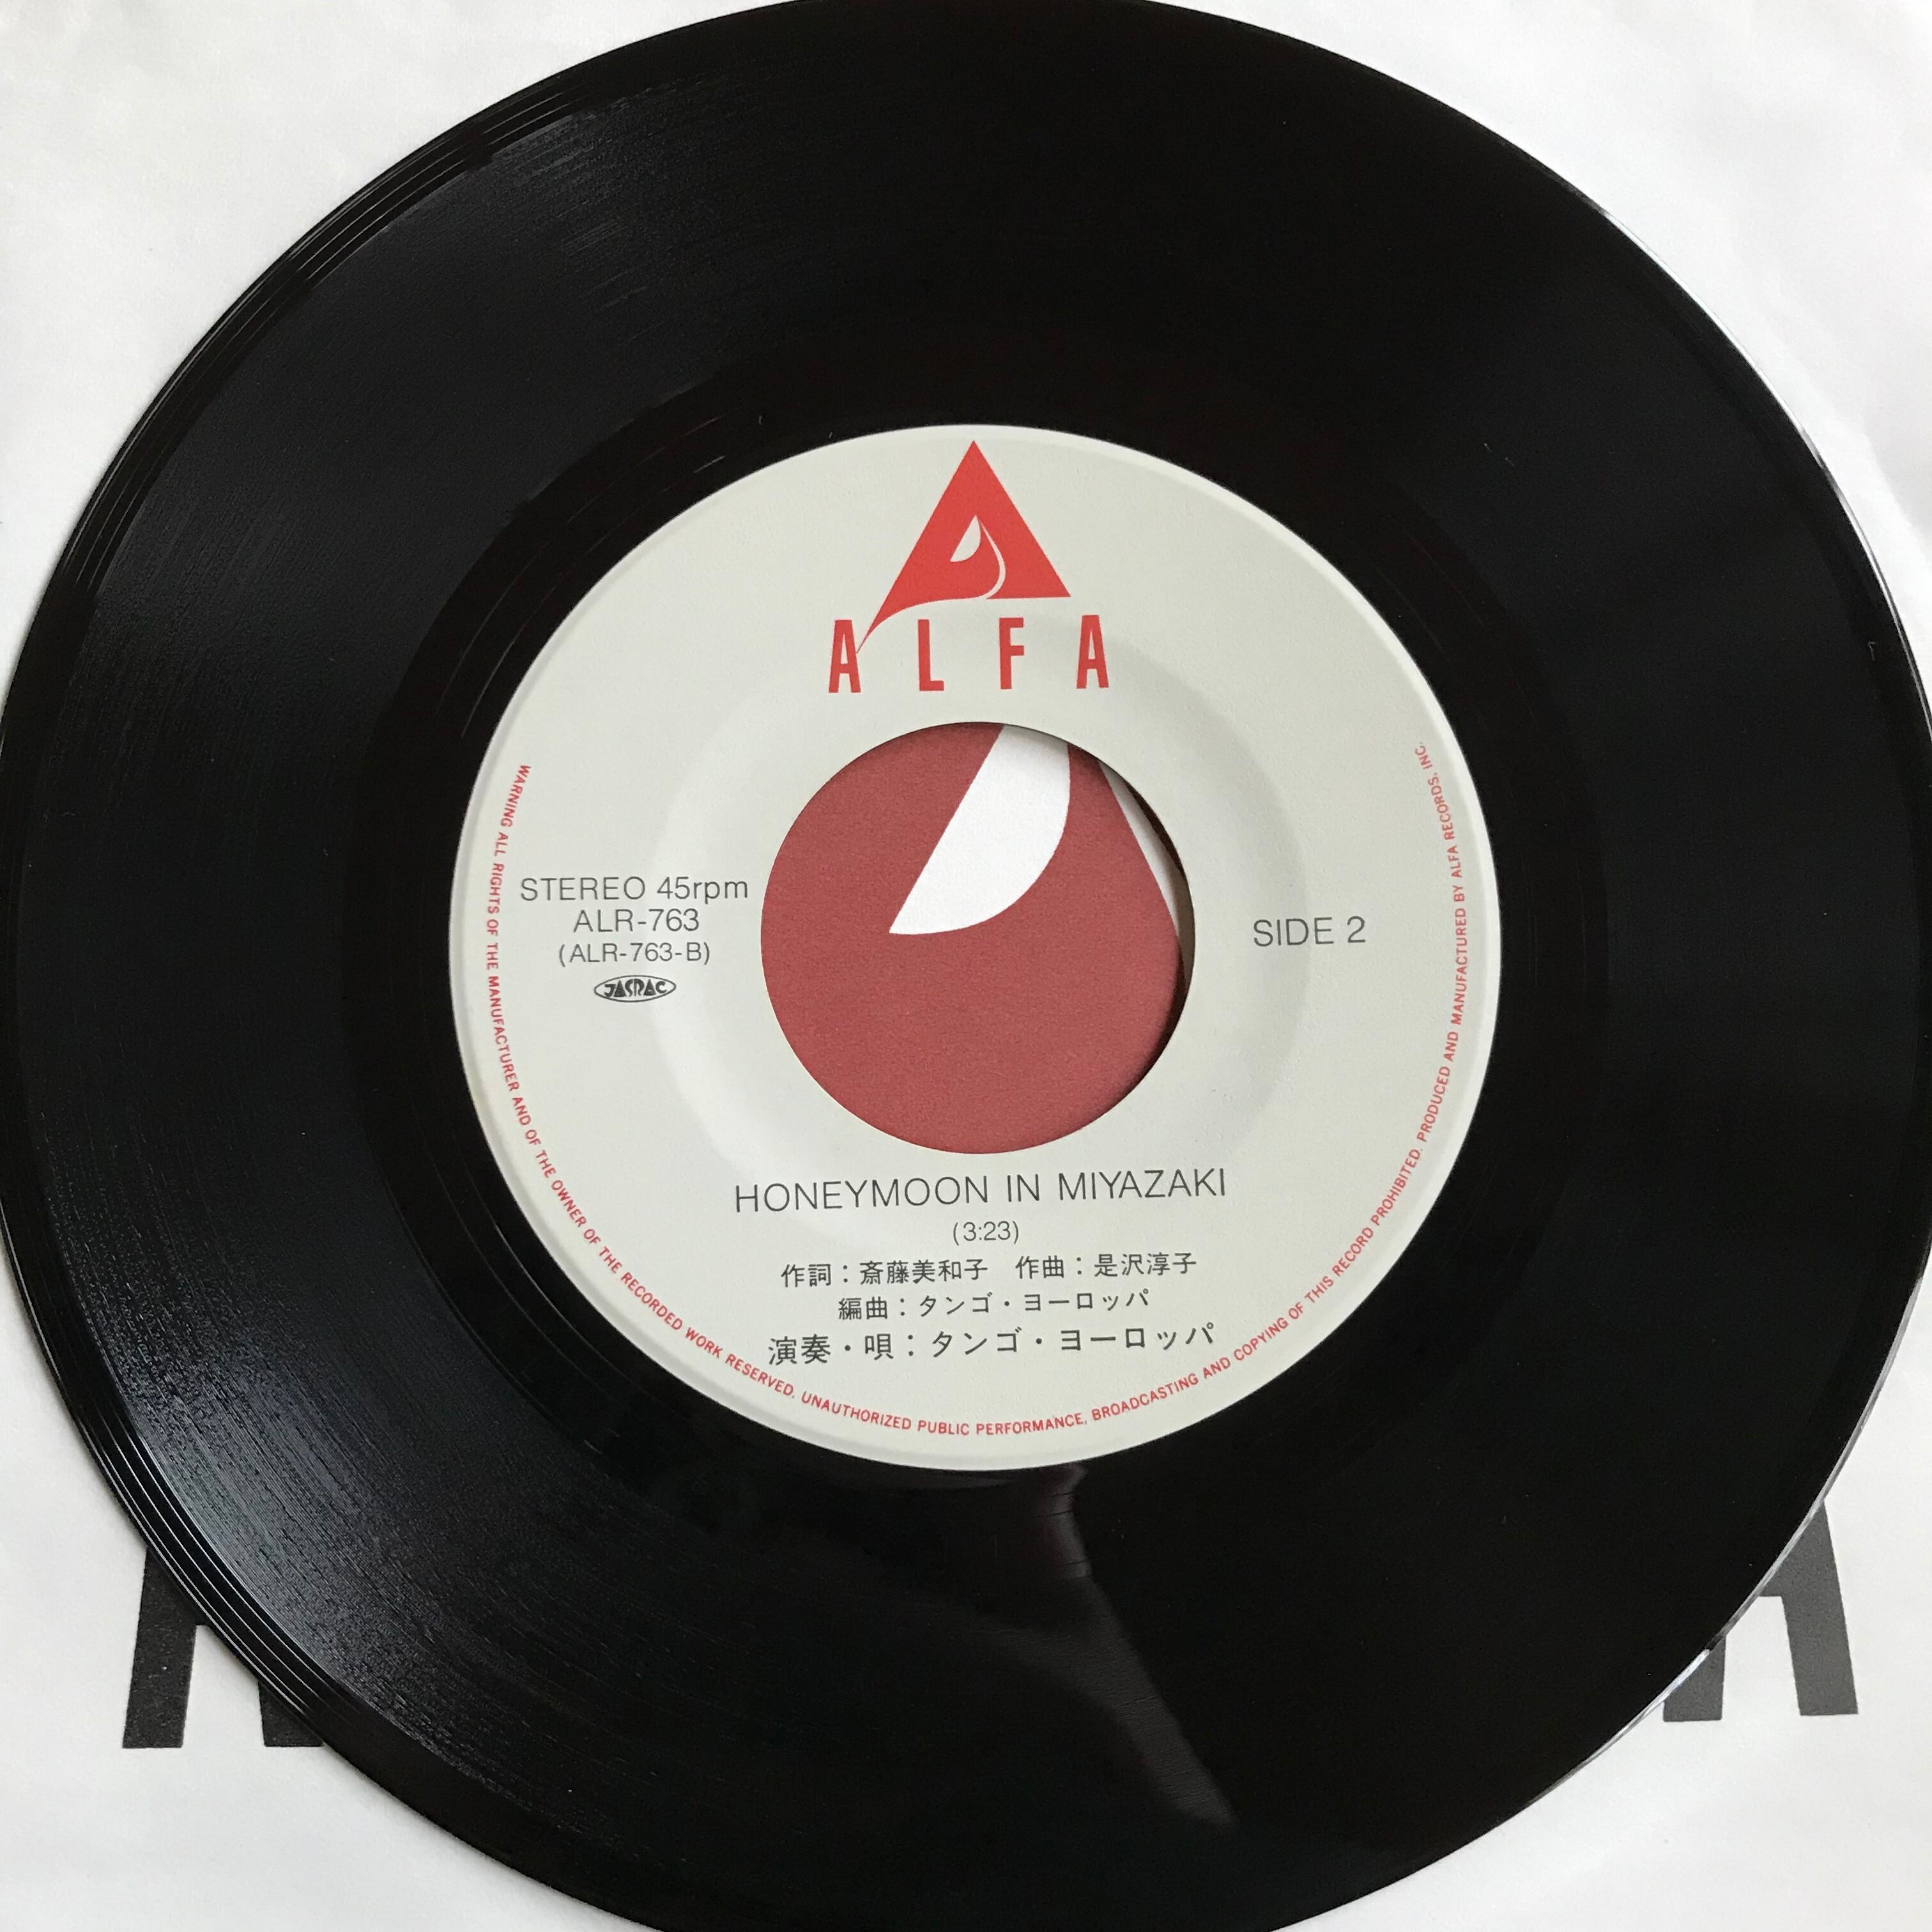 ALFA
STEREO 45rpm
ALR-763
(ALR-763-B)
JASRAC
SIDE 2
HONEYMOON IN MIYAZAKI
(3:23)
作詞：斎藤美和子　作曲：是沢淳子
編曲：タンゴ・ヨーロッパ
演奏・唄：タンゴ・ヨーロッパ
WARNING ALL RIGHTS OF THE MANUFACTURER AND OF THE OWNER OF THE RECORDED WORK RESERVED. UNAUTHORIZED PUBLIC PERFORMANCE, BROADCASTING AND COPYING OF THIS RECORD PROHIBITED. PRODUCED AND MANUFACTURED BY ALFA RECORDS, INC.